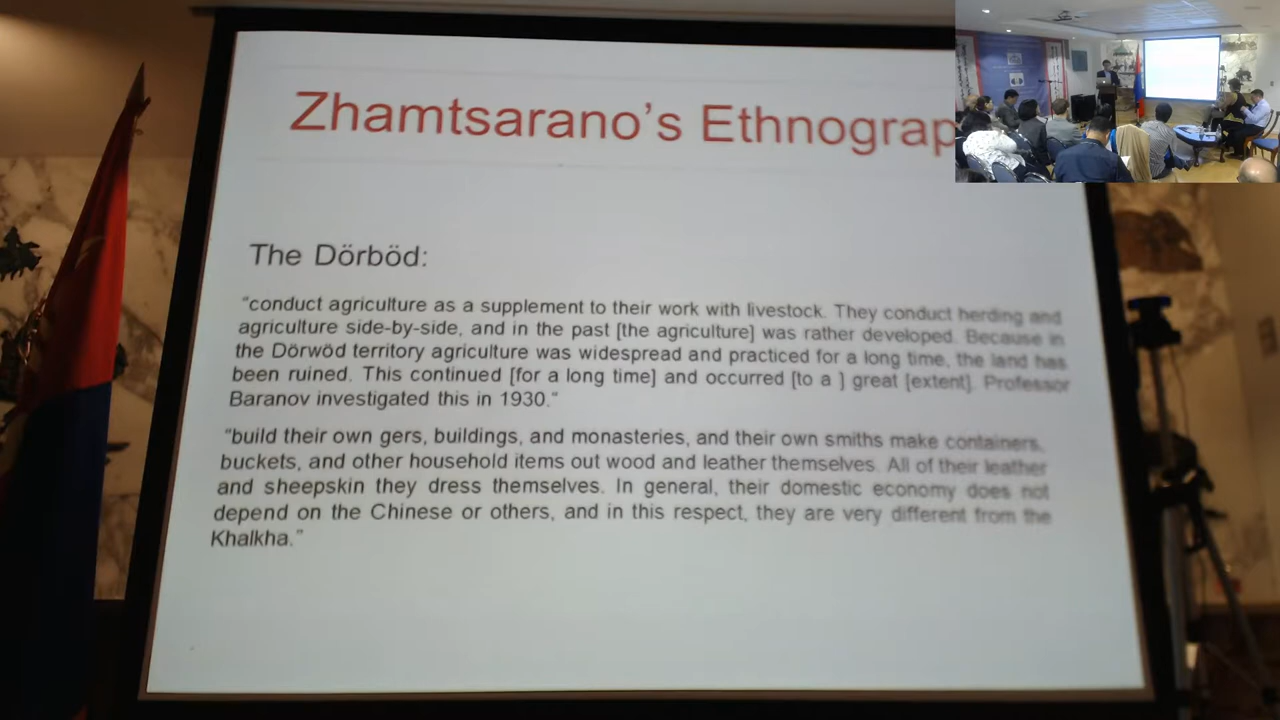 Zhamtsarano's Ethnograp
The Dörböd:
"conduct agriculture as a supplement to their work with livestock. They conduct herding and
agriculture side-by-side, and in the past [the agriculture] was rather developed. Because in
the Dörwöd territory agriculture was widespread and practiced for a long time, the land has
been ruined. This continued [for a long time] and occurred [to a ] great [extent]. Professor
Baranov investigated this in 1930."
"build their own gers, buildings, and monasteries, and their own smiths make containers,
buckets, and other household items out wood and leather themselves. All of their leather
and sheepskin they dress themselves. In general, their domestic economy does not
depend on the Chinese or others, and in this respect, they are very different from the
Khalkha."